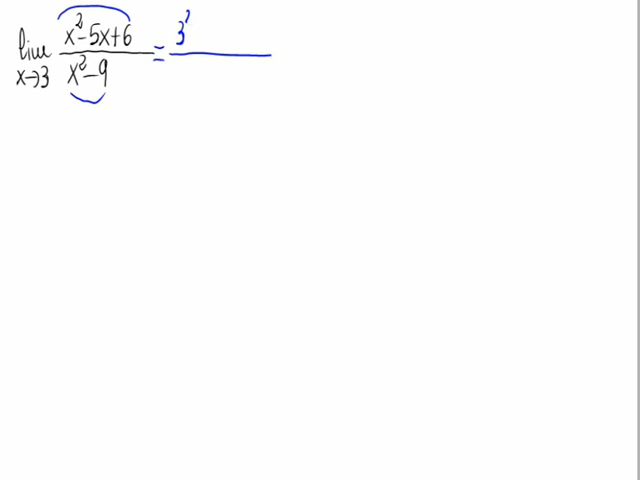 lim x→3 (x²-5x+6)/(x²-9) = 3²